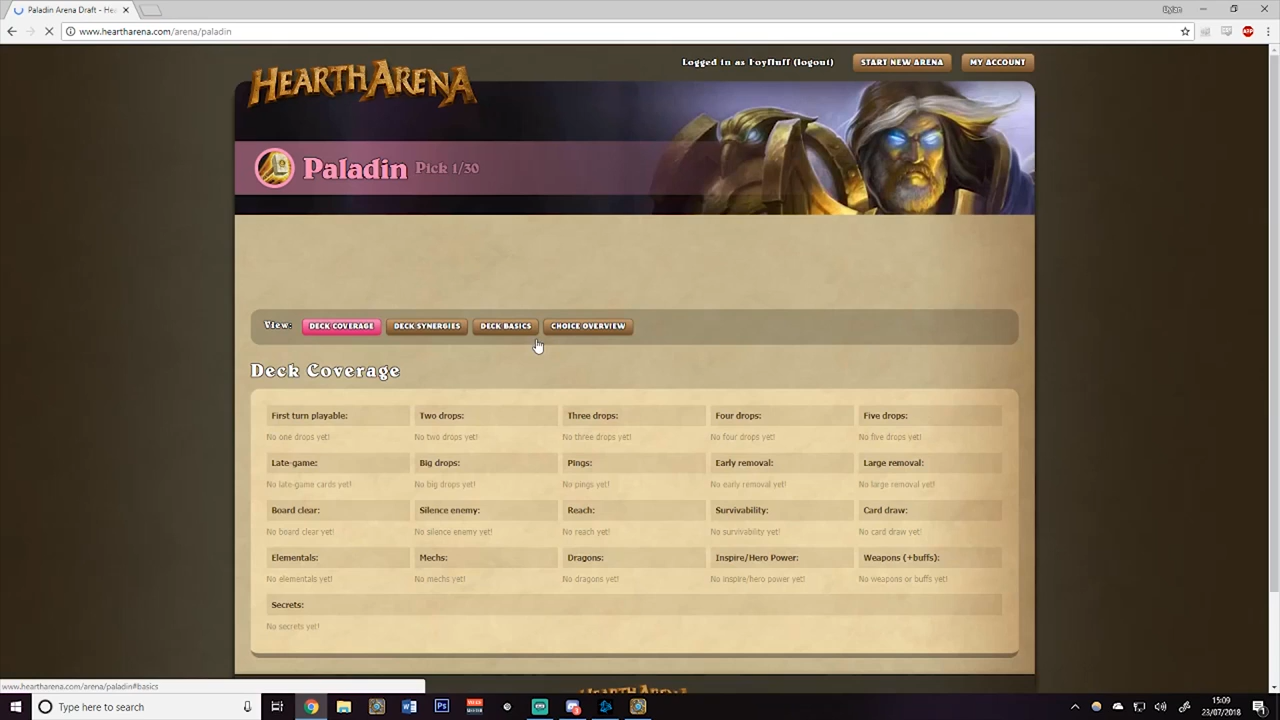 Paladin Arena Draft - He
Dylan
www.heartharena.com/arena/paladin
HearthArena
Logged in as Foyfluff (logout)
START NEW ARENA
MY ACCOUNT
Paladin Pick 1/30
View:
DECK COVERAGE
DECK SYNERGIES
DECK BASICS
CHOICE OVERVIEW
Deck Coverage
First turn playable: Two drops: Three drops: Four drops: Five drops:
No one drops yet! No two drops yet! No three drops yet! No four drops yet! No five drops yet!
Late-game: Big drops: Pings: Early removal: Large removal:
No late-game cards yet! No big drops yet! No pings yet! No early removal yet! No large removal yet!
Board clear: Silence enemy: Reach: Survivability: Card draw:
No board clear yet! No silence enemy yet! No reach yet! No survivability yet! No card draw yet!
Elementals: Mechs: Dragons: Inspire/Hero Power: Weapons (+buffs):
No elementals yet! No mechs yet! No dragons yet! No inspire/hero power yet! No weapons or buffs yet!
Secrets:
No secrets yet!
www.heartharena.com/arena/paladin#basics
Type here to search
15:09
23/07/2018